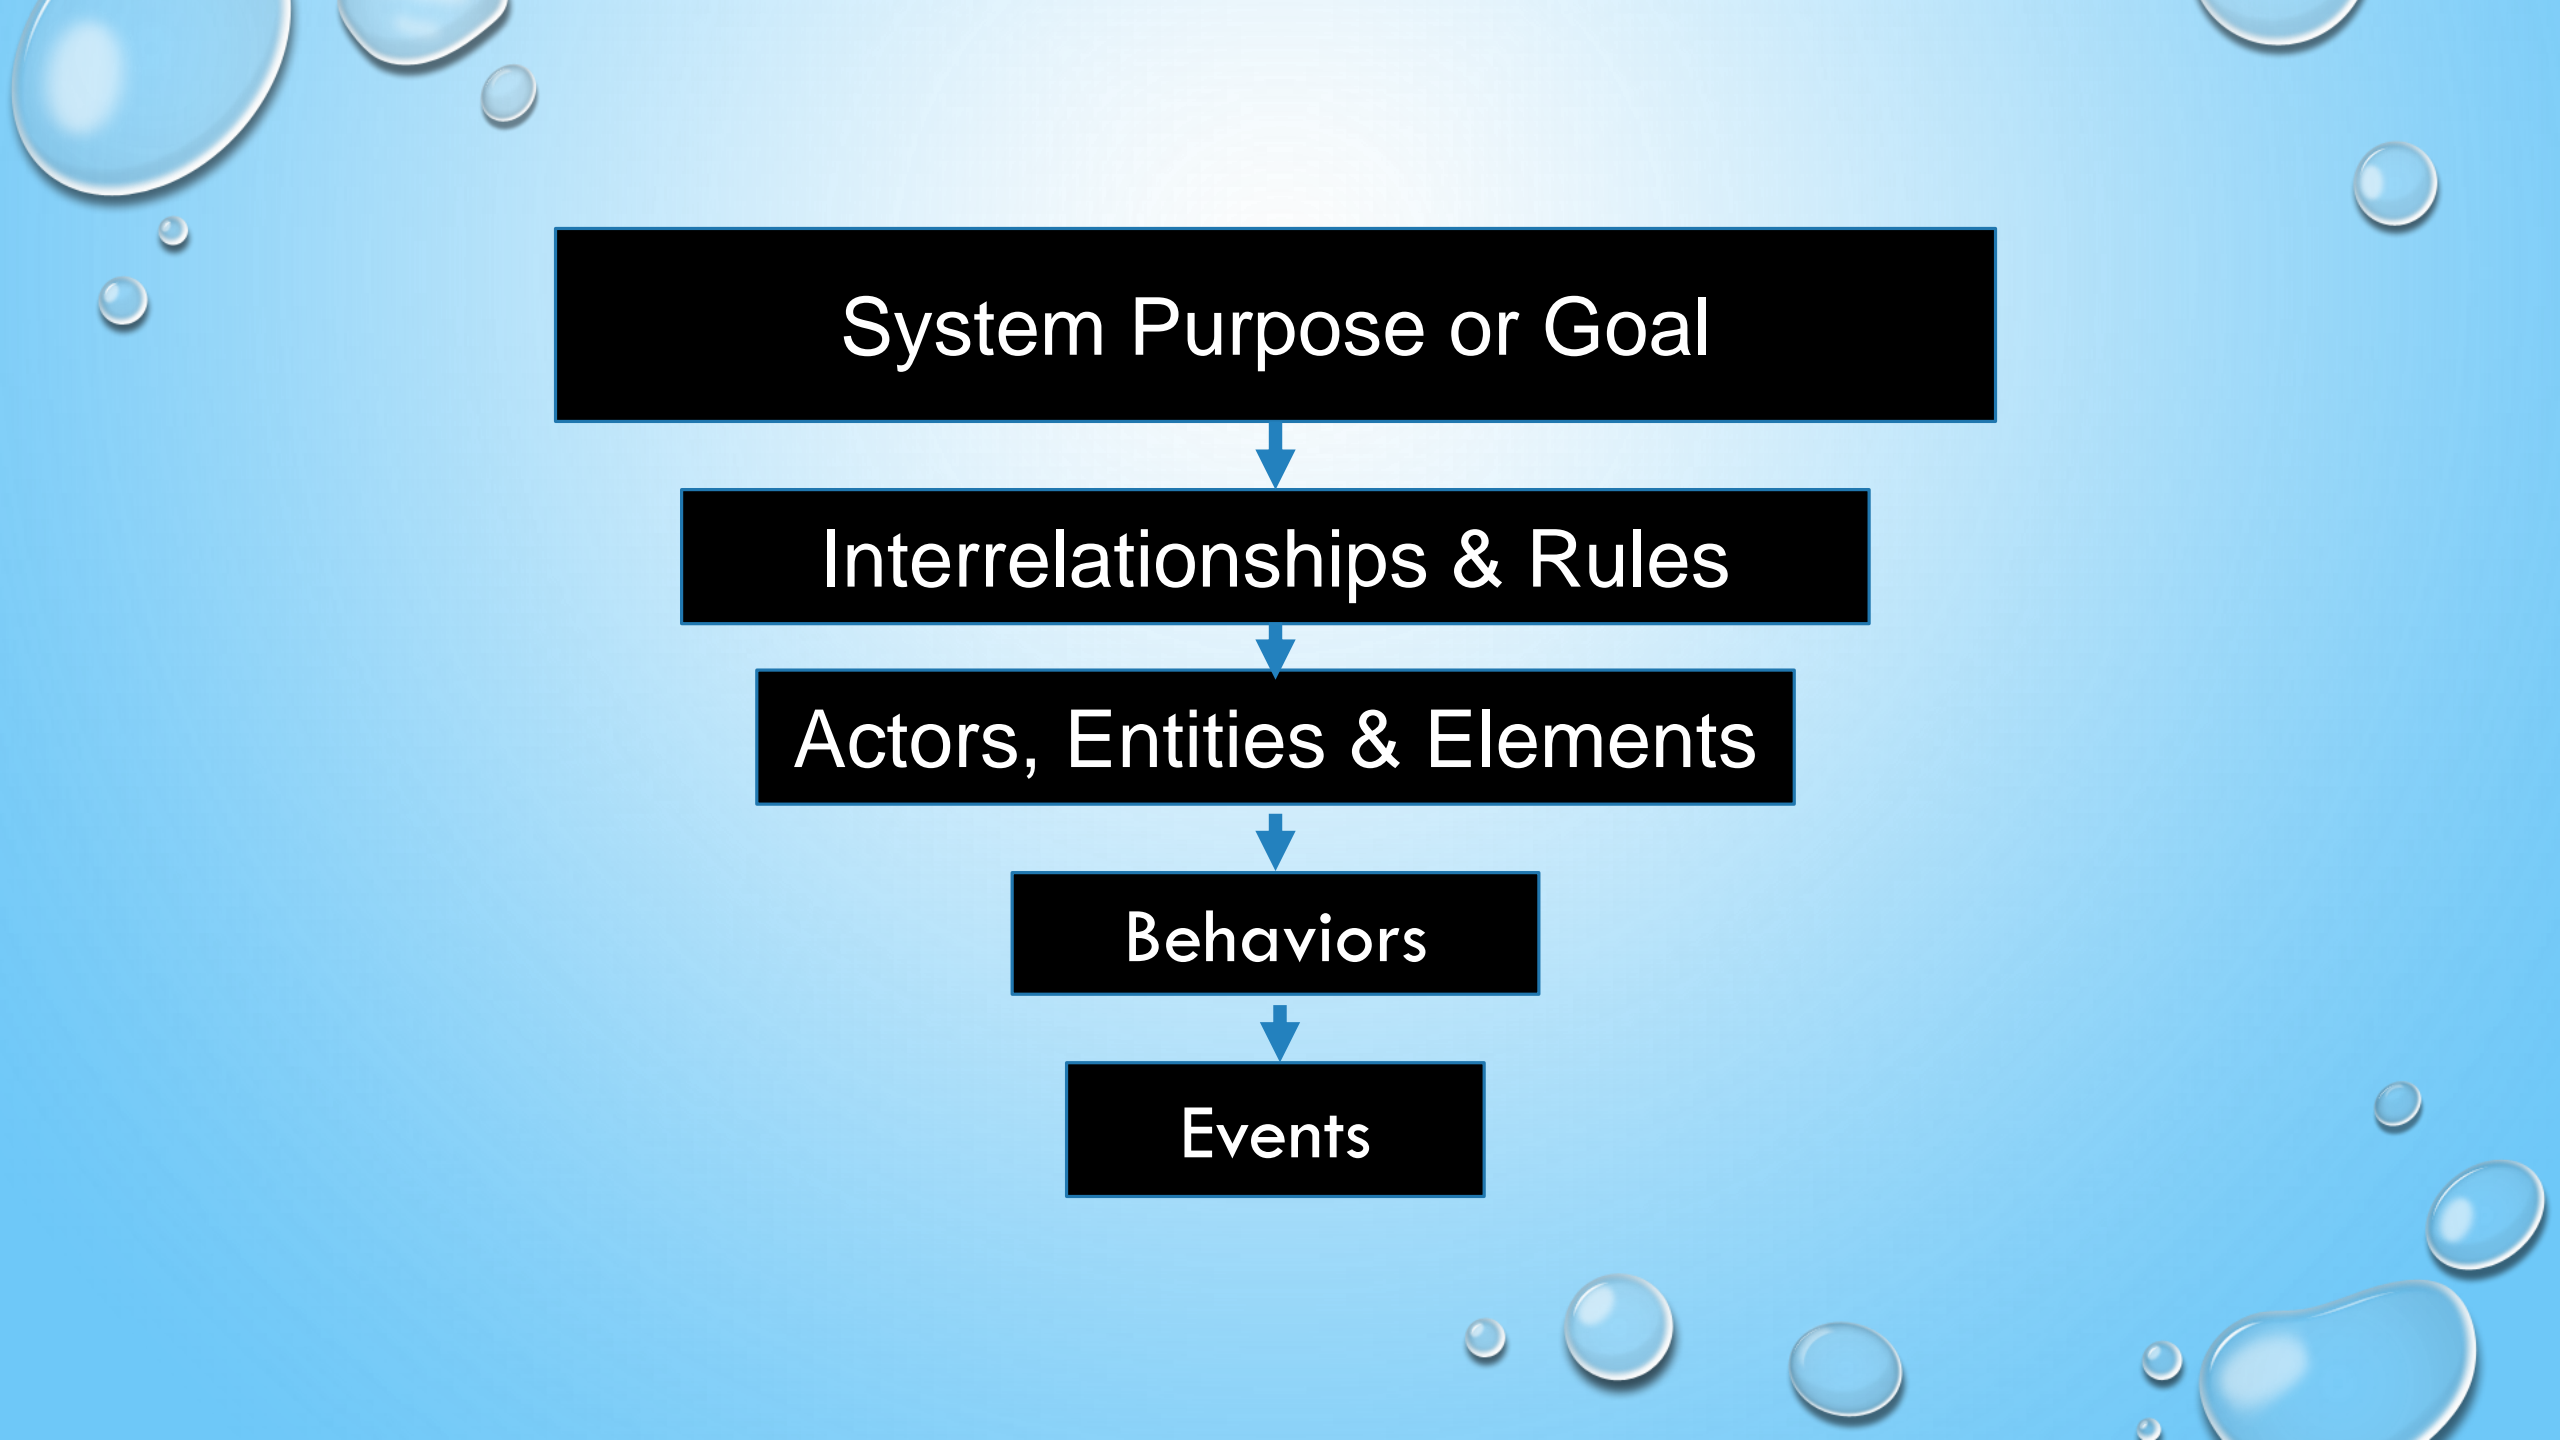 System Purpose or Goal
Interrelationships & Rules
Actors, Entities & Elements
Behaviors
Events